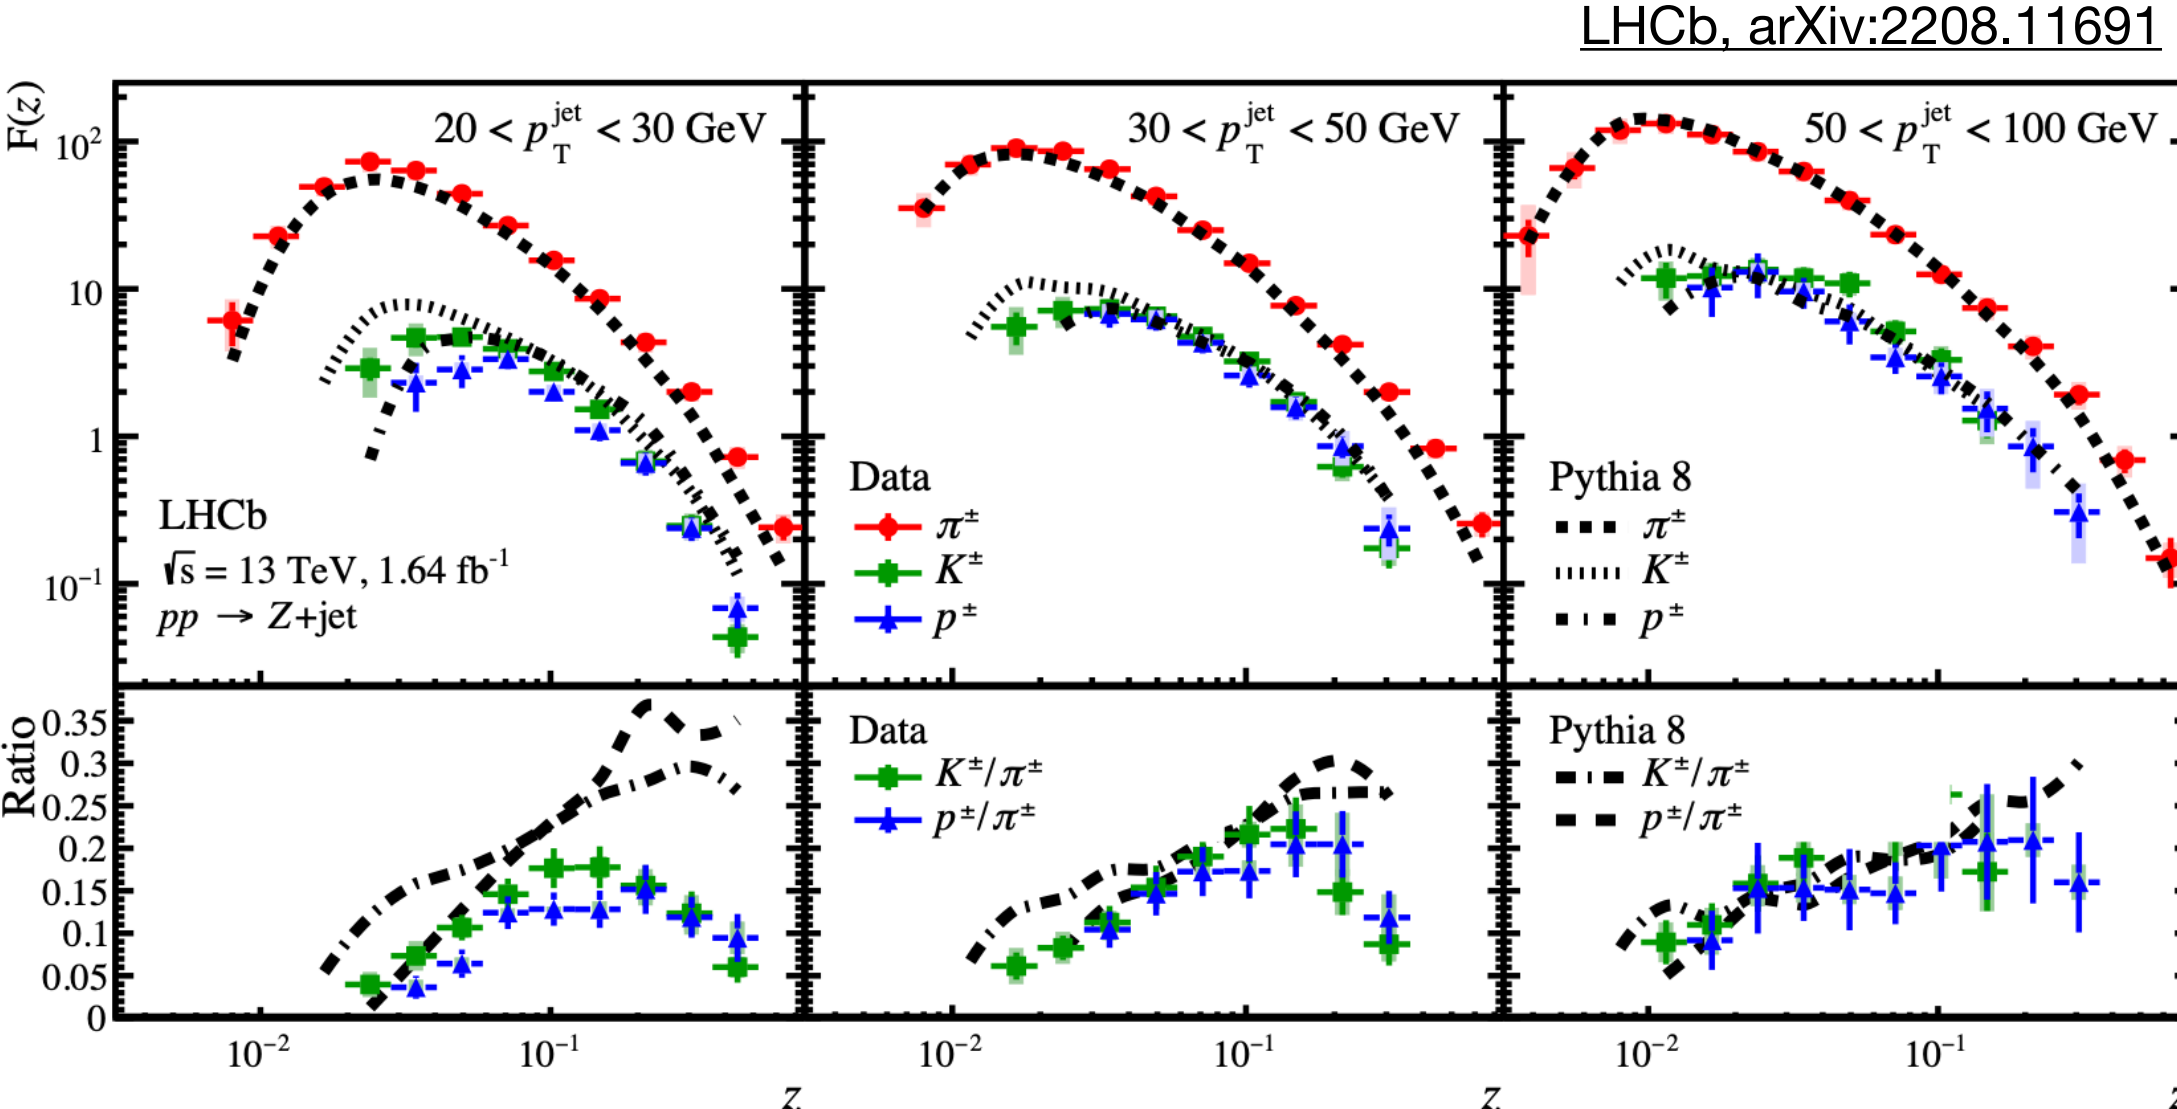 LHCb, arXiv:2208.11691
F(z)
10²
10
1
10⁻¹
20 < p_T^jet < 30 GeV
30 < p_T^jet < 50 GeV
50 < p_T^jet < 100 GeV
LHCb
√s = 13 TeV, 1.64 fb⁻¹
pp → Z+jet
Data
π±
K±
p±
Pythia 8
π±
K±
p±
Ratio
0.35
0.3
0.25
0.2
0.15
0.1
0.05
0
Data
K±/π±
p±/π±
Pythia 8
K±/π±
p±/π±
10⁻² 10⁻¹ 10⁻² 10⁻¹ 10⁻² 10⁻¹
z z z